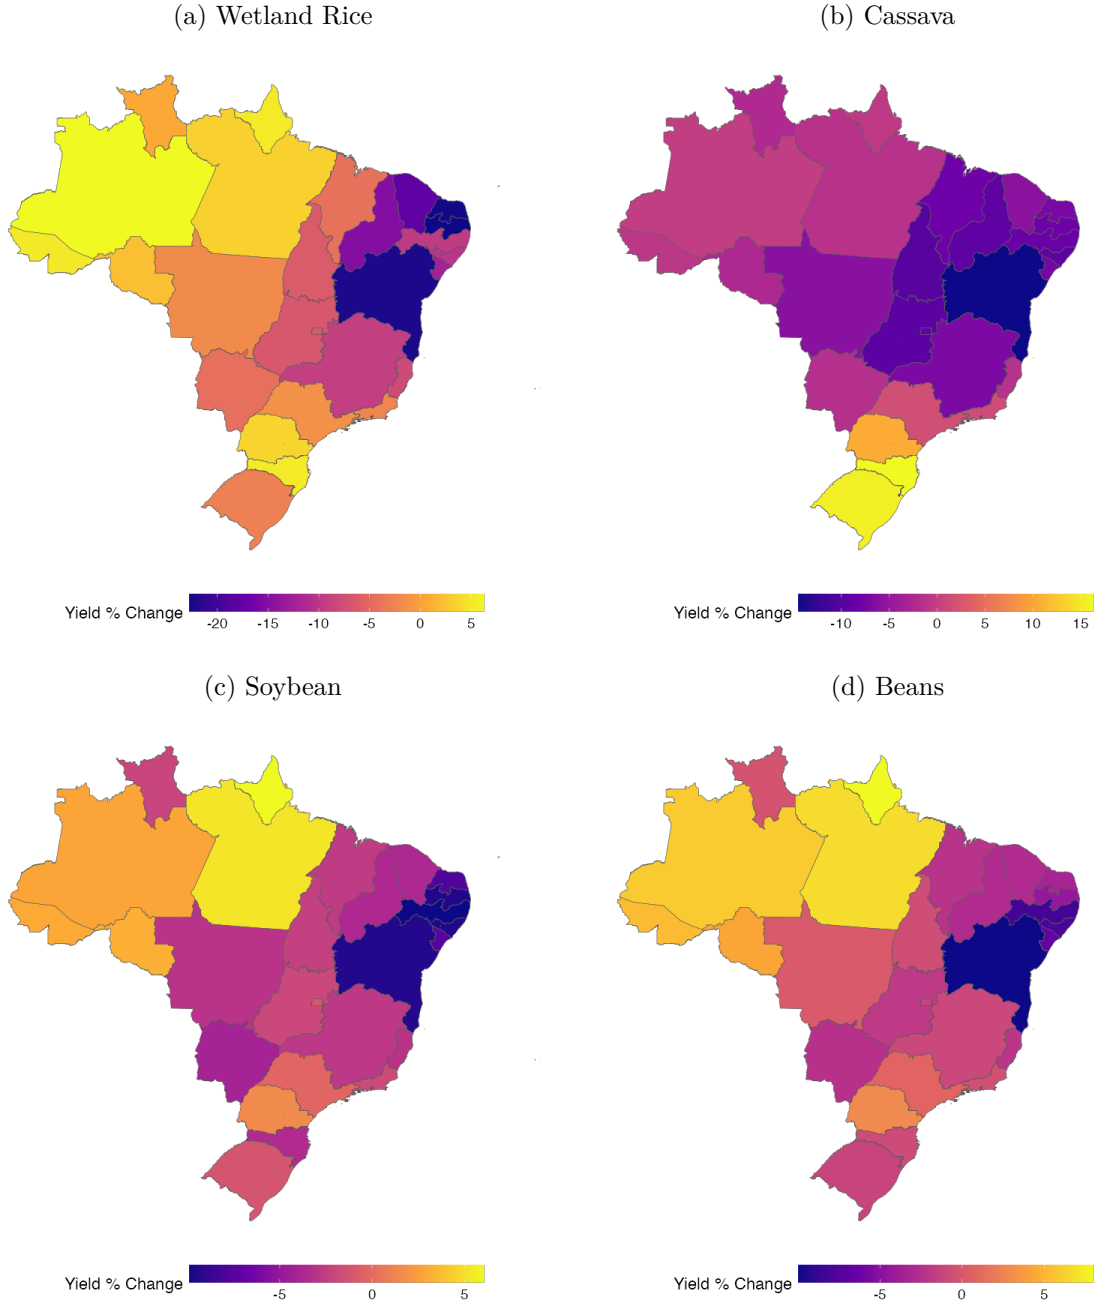 (a) Wetland Rice
(b) Cassava
Yield % Change
-20 -15 -10 -5 0 5
Yield % Change
-10 -5 0 5 10 15
(c) Soybean
(d) Beans
Yield % Change
-5 0 5
Yield % Change
-5 0 5